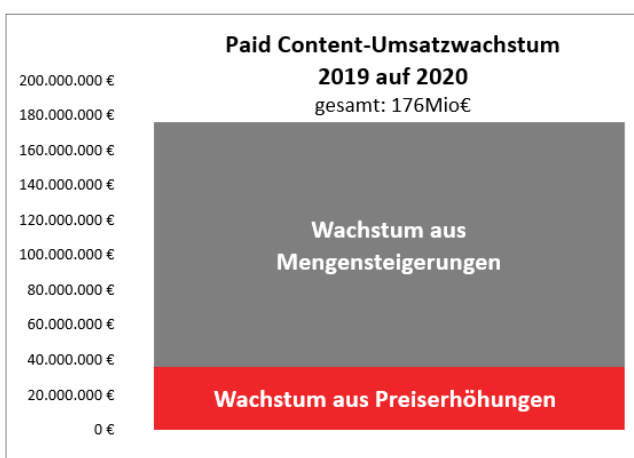 Paid Content-Umsatzwachstum
2019 auf 2020
gesamt: 176Mio€
200.000.000 €
180.000.000 €
160.000.000 €
140.000.000 €
120.000.000 €
100.000.000 €
80.000.000 €
60.000.000 €
40.000.000 €
20.000.000 €
0 €
Wachstum aus
Mengensteigerungen
Wachstum aus Preiserhöhungen